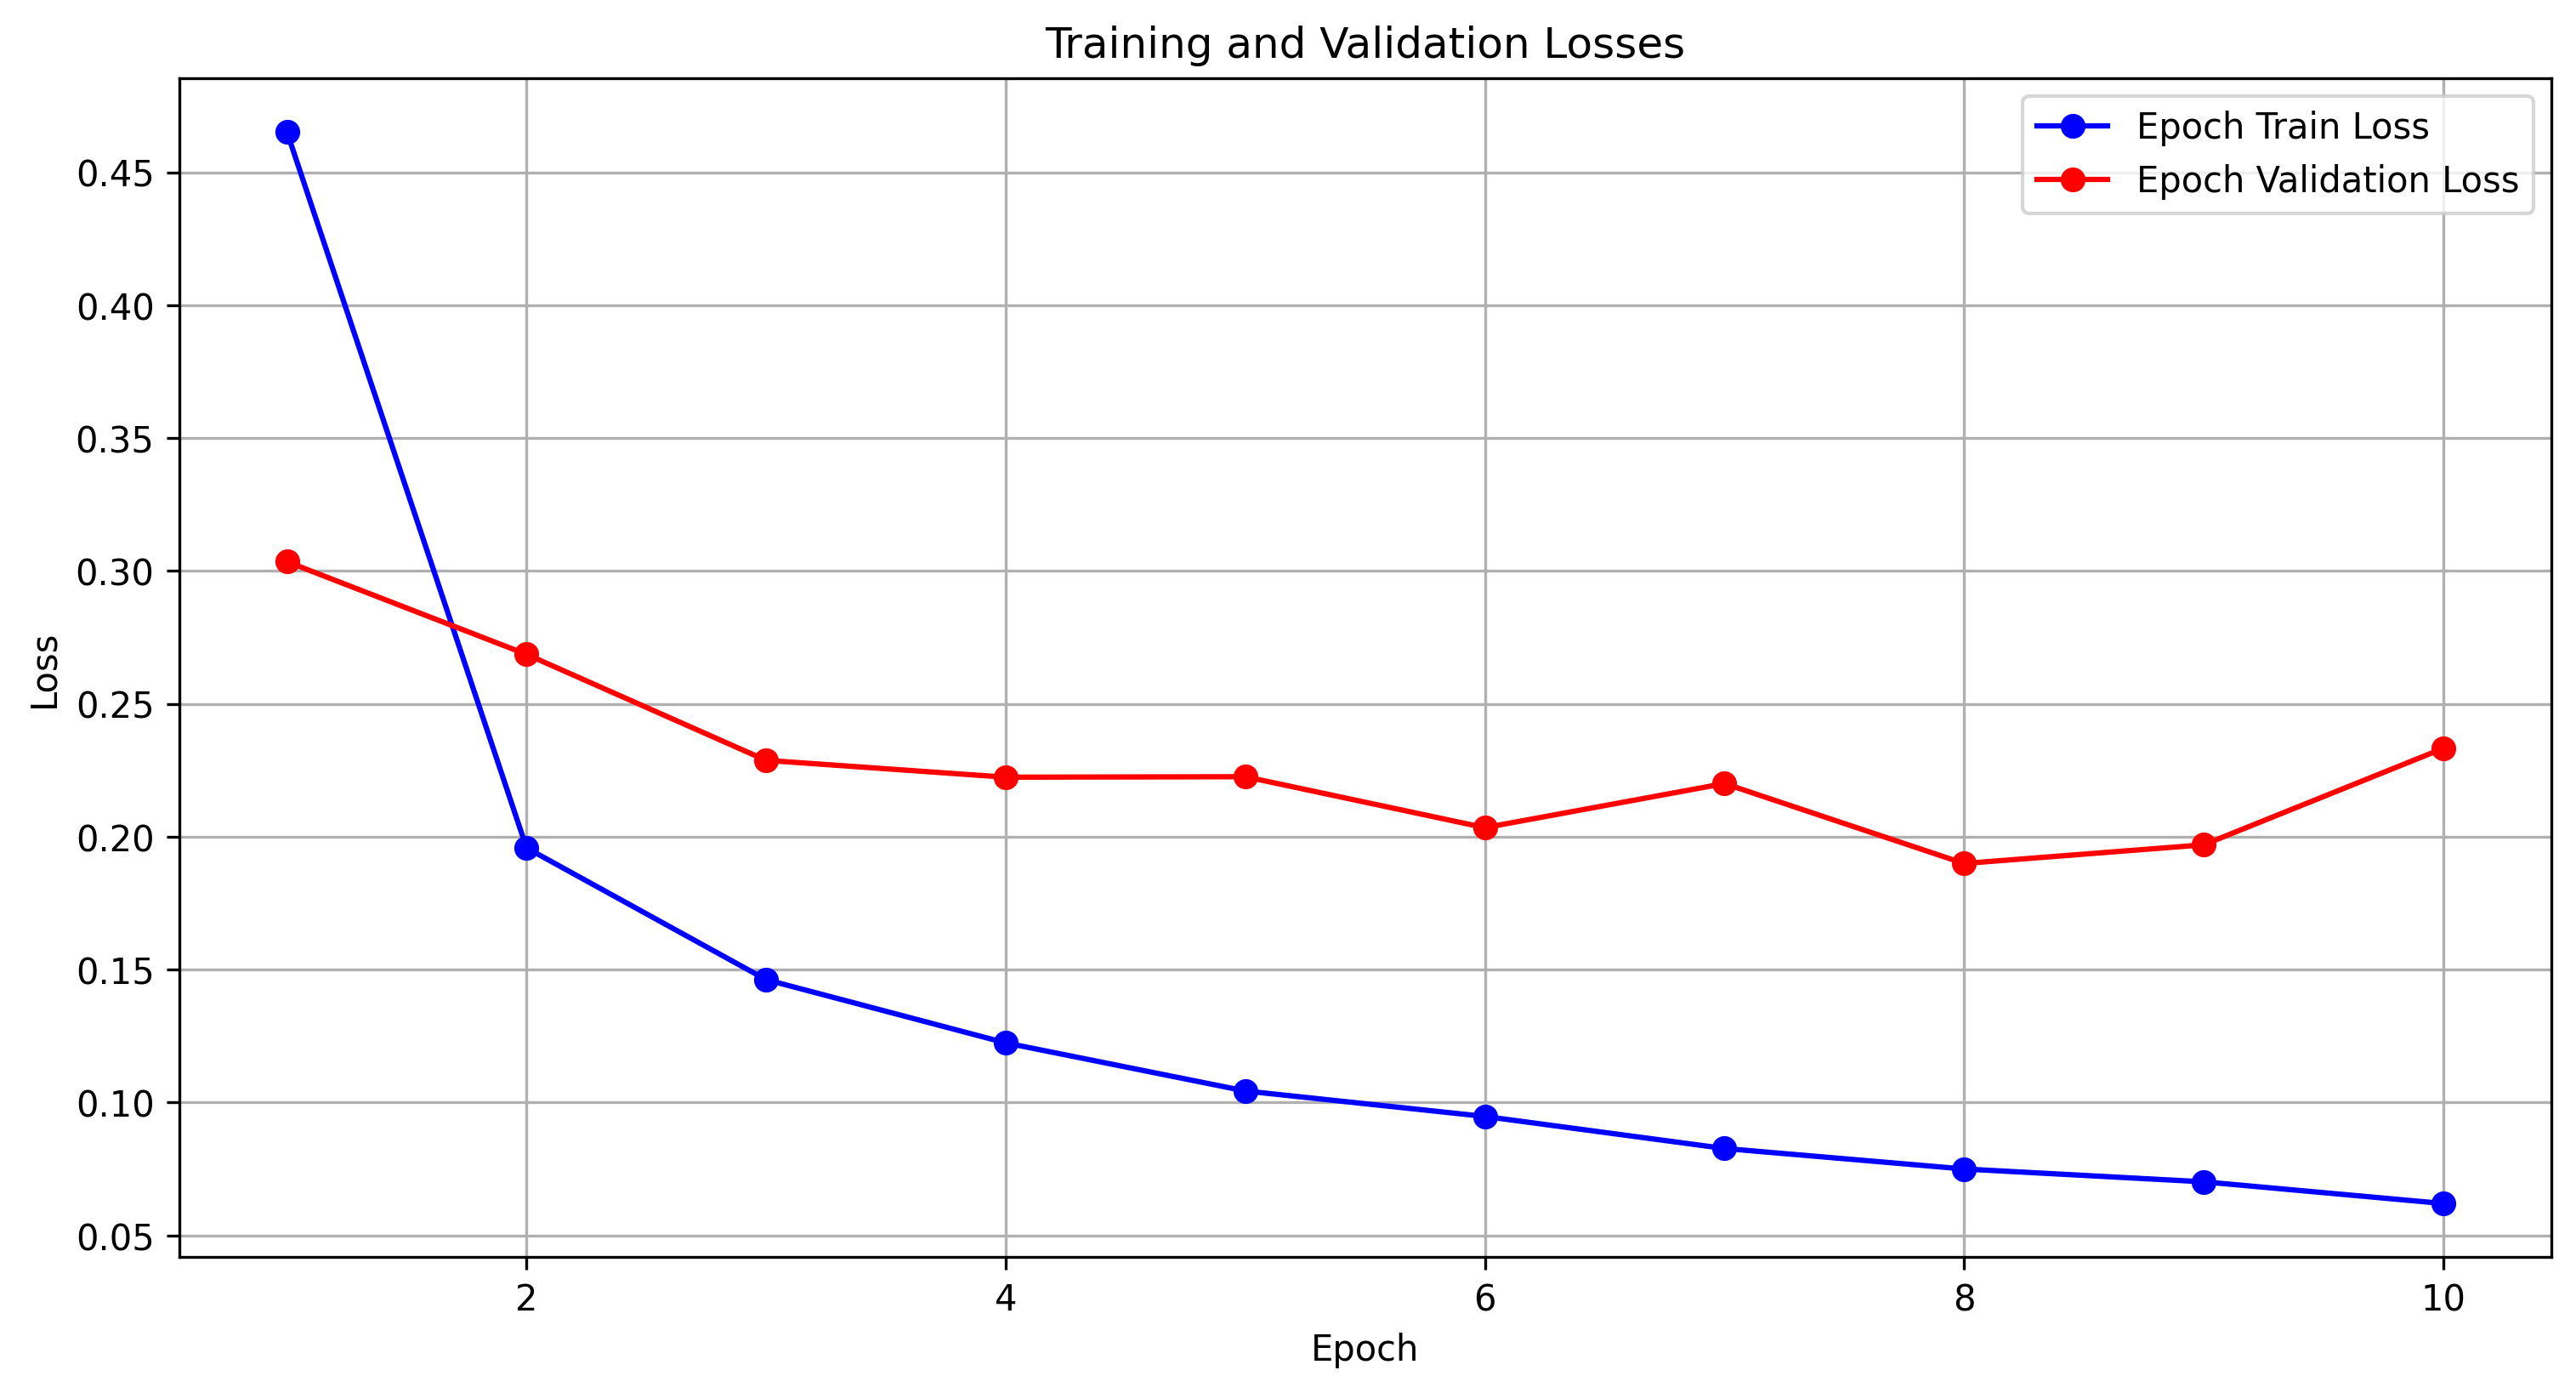 Training and Validation Losses
Epoch Train Loss
Epoch Validation Loss
0.45
0.40
0.35
0.30
0.25
0.20
0.15
0.10
0.05
Loss
2 4 6 8 10
Epoch